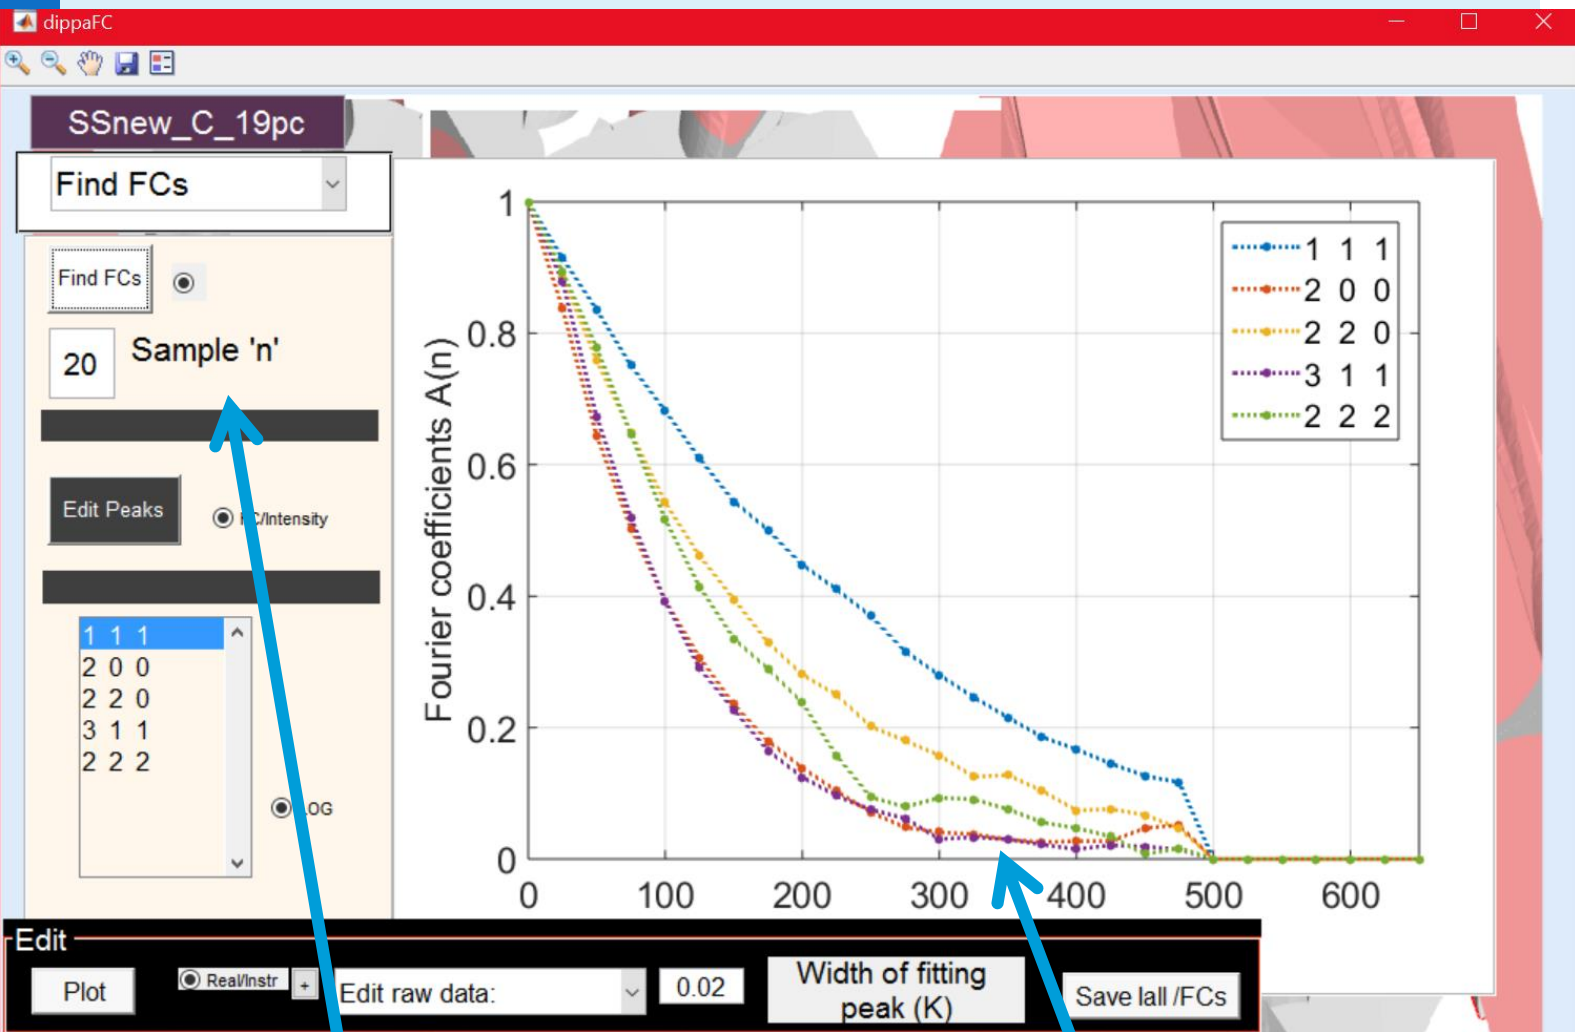 dippaFC
SSnew_C_19pc
Find FCs
Find FCs
20 Sample 'n'
Edit Peaks
/Intensity
1 1 1
2 0 0
2 2 0
3 1 1
2 2 2
Fourier coefficients A(n)
1
0.8
0.6
0.4
0.2
0
0 100 200 300 400 500 600
1 1 1
2 0 0
2 2 0
3 1 1
2 2 2
Edit
Plot
Real/Instr
+
Edit raw data:
0.02
Width of fitting
peak (K)
Save Iall /FCs